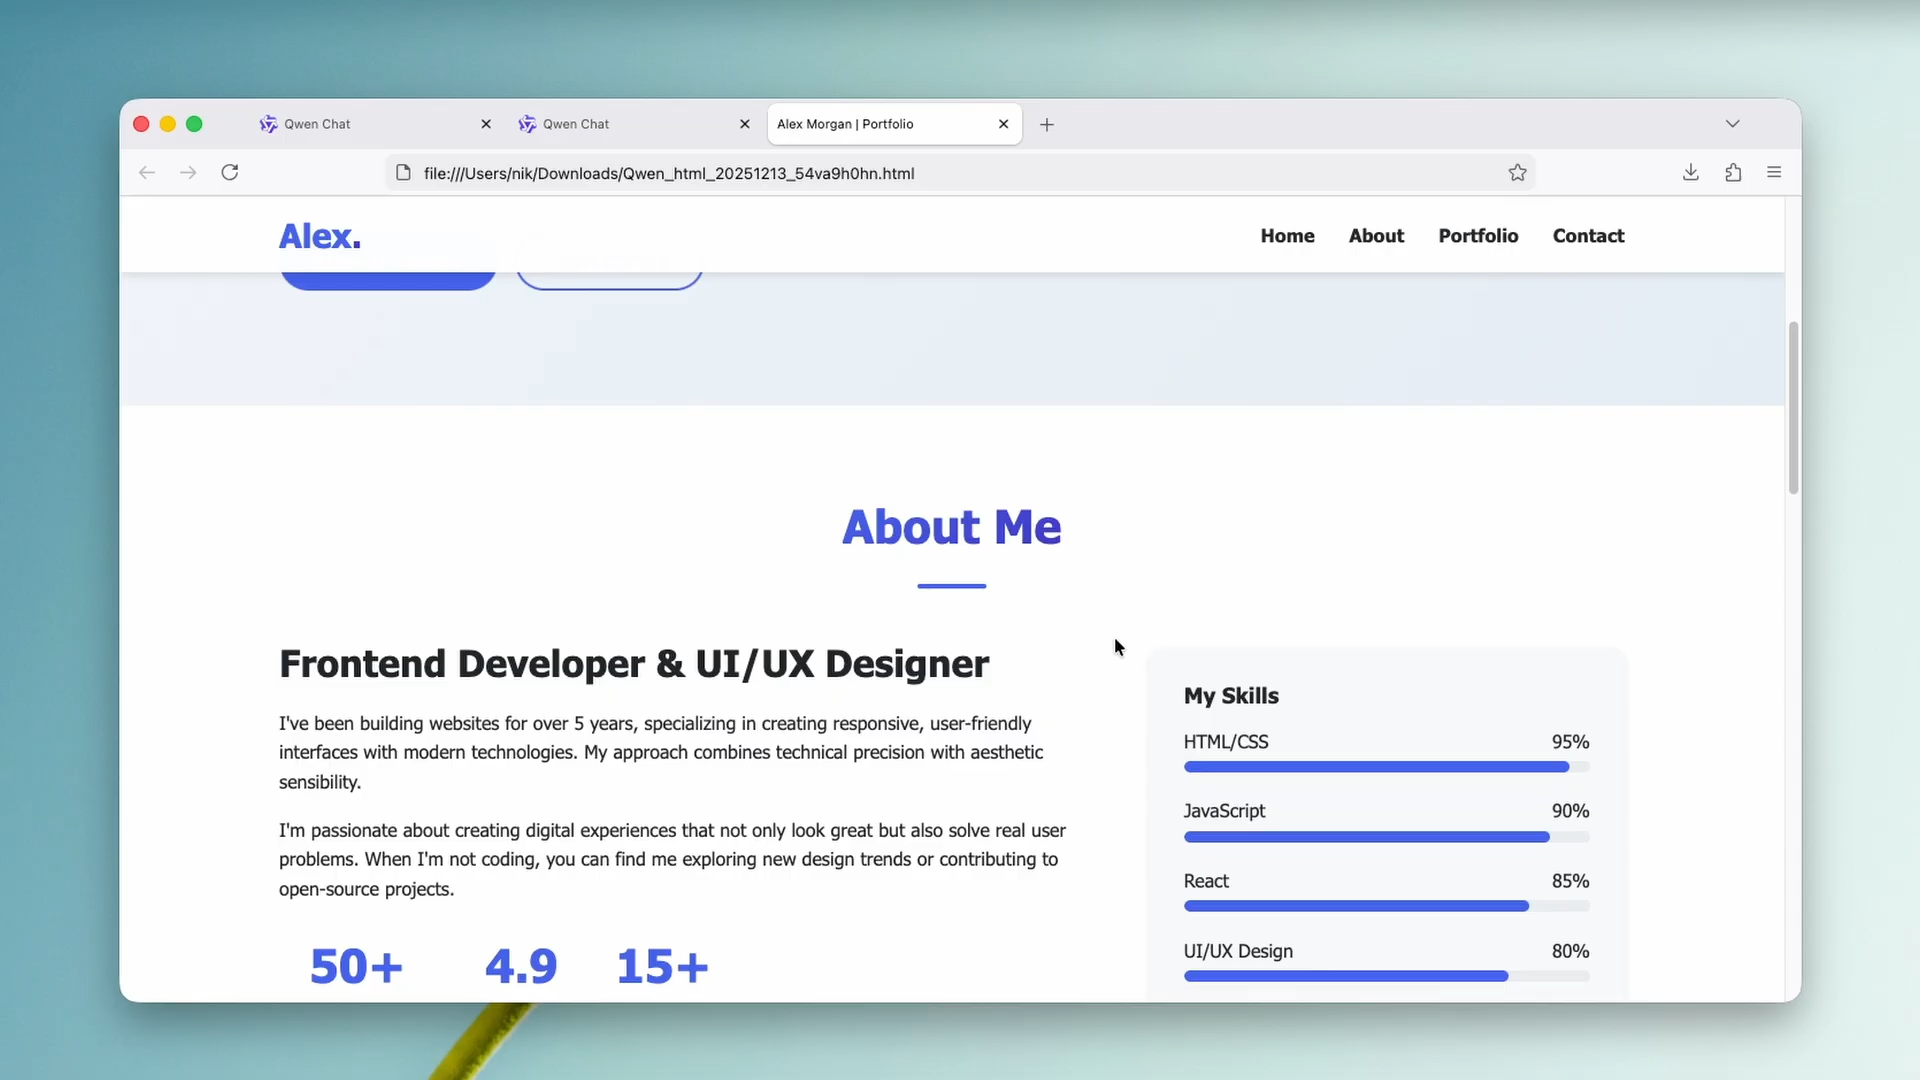 Qwen Chat
Qwen Chat
Alex Morgan | Portfolio
file:///Users/nik/Downloads/Qwen_html_20251213_54va9h0hn.html
Alex.
Home
About
Portfolio
Contact
About Me
Frontend Developer & UI/UX Designer
I've been building websites for over 5 years, specializing in creating responsive, user-friendly
interfaces with modern technologies. My approach combines technical precision with aesthetic
sensibility.
I'm passionate about creating digital experiences that not only look great but also solve real user
problems. When I'm not coding, you can find me exploring new design trends or contributing to
open-source projects.
50+
4.9
15+
My Skills
HTML/CSS 95%
JavaScript 90%
React 85%
UI/UX Design 80%